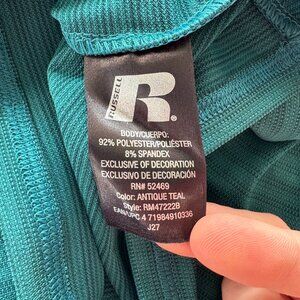 RUSSELL
R
BODY/CUERPO:
92% POLYESTER/POLIÉSTER
8% SPANDEX
EXCLUSIVE OF DECORATION
EXCLUSIVO DE DECORACIÓN
RN# 52469
Color: ANTIQUE TEAL
Style: RM47222B
EAN/UPC 4 71984910336
J27